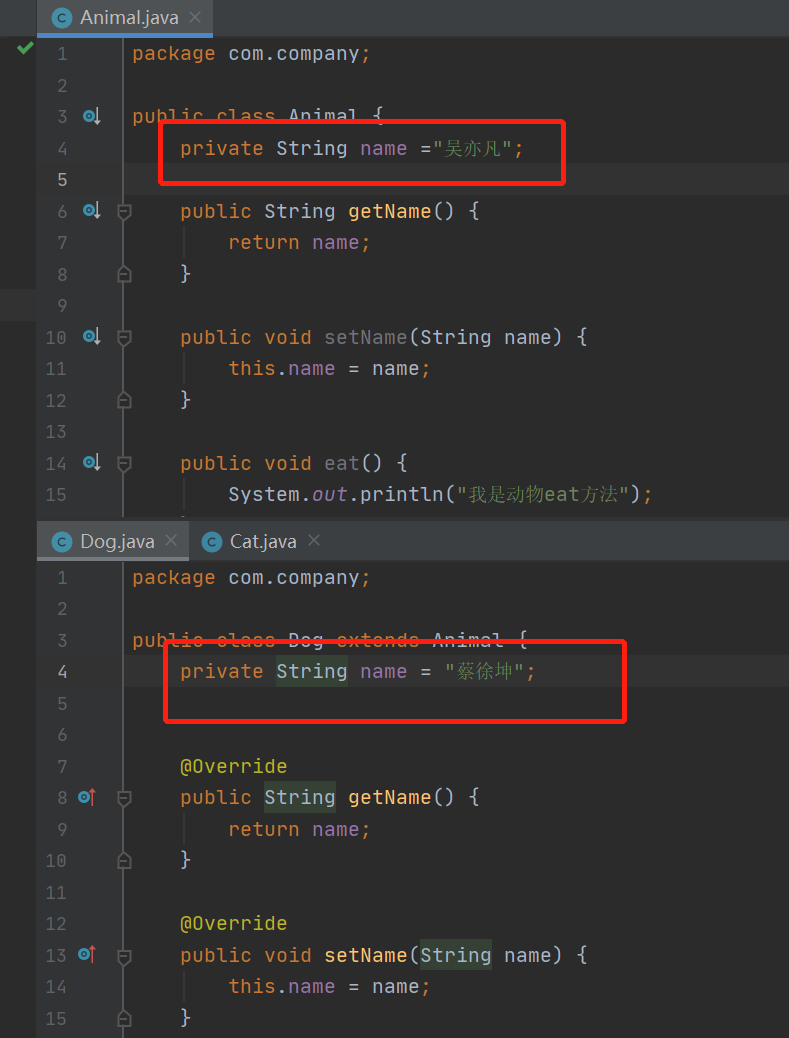 Animal.java
1 package com.company;
2
3 public class Animal {
4 private String name ="吴亦凡";
5
6 public String getName() {
7 return name;
8 }
9
10 public void setName(String name) {
11 this.name = name;
12 }
13
14 public void eat() {
15 System.out.println("我是动物eat方法");
Dog.java Cat.java
1 package com.company;
2
3 public class Dog extends Animal {
4 private String name = "蔡徐坤";
5
6
7 @Override
8 public String getName() {
9 return name;
10 }
11
12 @Override
13 public void setName(String name) {
14 this.name = name;
15 }